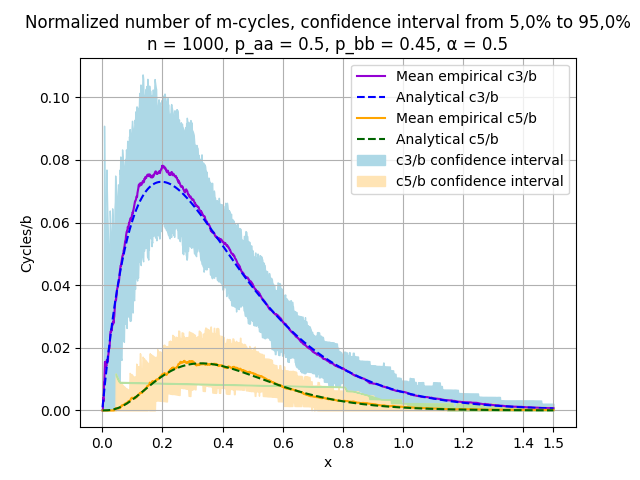 Normalized number of m-cycles, confidence interval from 5,0% to 95,0%
n = 1000, p_aa = 0.5, p_bb = 0.45, α = 0.5
Mean empirical c3/b
Analytical c3/b
Mean empirical c5/b
Analytical c5/b
c3/b confidence interval
c5/b confidence interval
Cycles/b
0.10
0.08
0.06
0.04
0.02
0.00
0.0 0.2 0.4 0.6 0.8 1.0 1.2 1.4 1.5
x